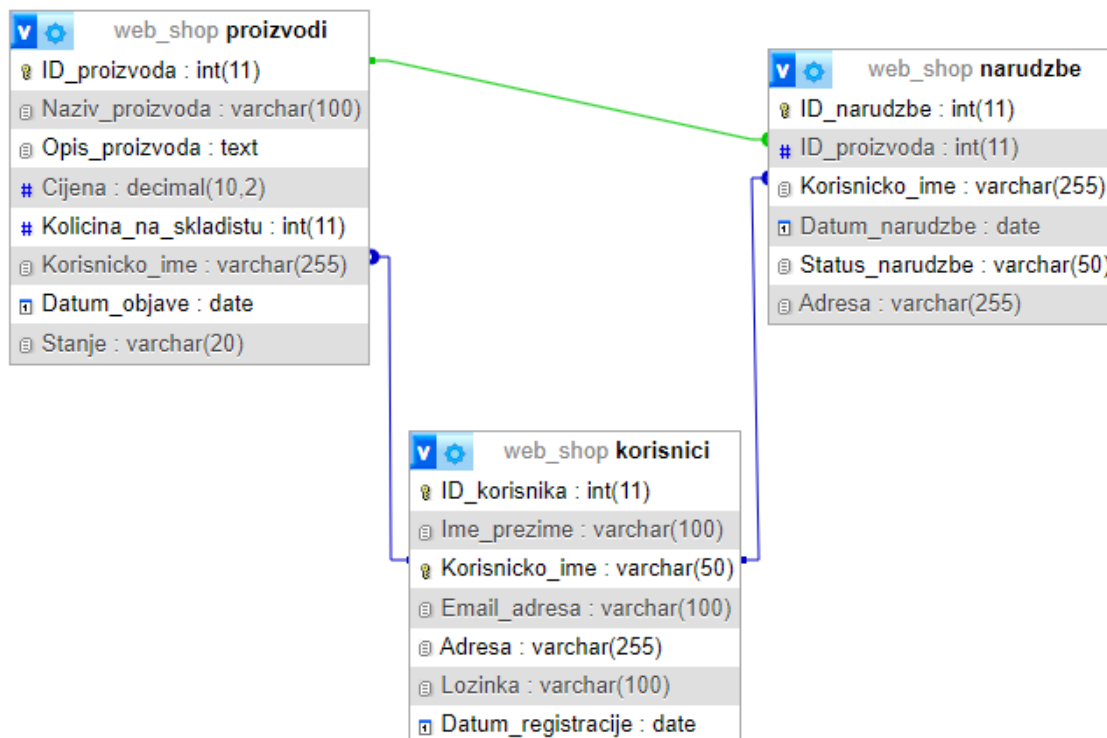 web_shop proizvodi
ID_proizvoda : int(11)
Naziv_proizvoda : varchar(100)
Opis_proizvoda : text
# Cijena : decimal(10,2)
# Kolicina_na_skladistu : int(11)
Korisnicko_ime : varchar(255)
Datum_objave : date
Stanje : varchar(20)
web_shop narudzbe
ID_narudzbe : int(11)
# ID_proizvoda : int(11)
Korisnicko_ime : varchar(255)
Datum_narudzbe : date
Status_narudzbe : varchar(50)
Adresa : varchar(255)
web_shop korisnici
ID_korisnika : int(11)
Ime_prezime : varchar(100)
Korisnicko_ime : varchar(50)
Email_adresa : varchar(100)
Adresa : varchar(255)
Lozinka : varchar(100)
Datum_registracije : date